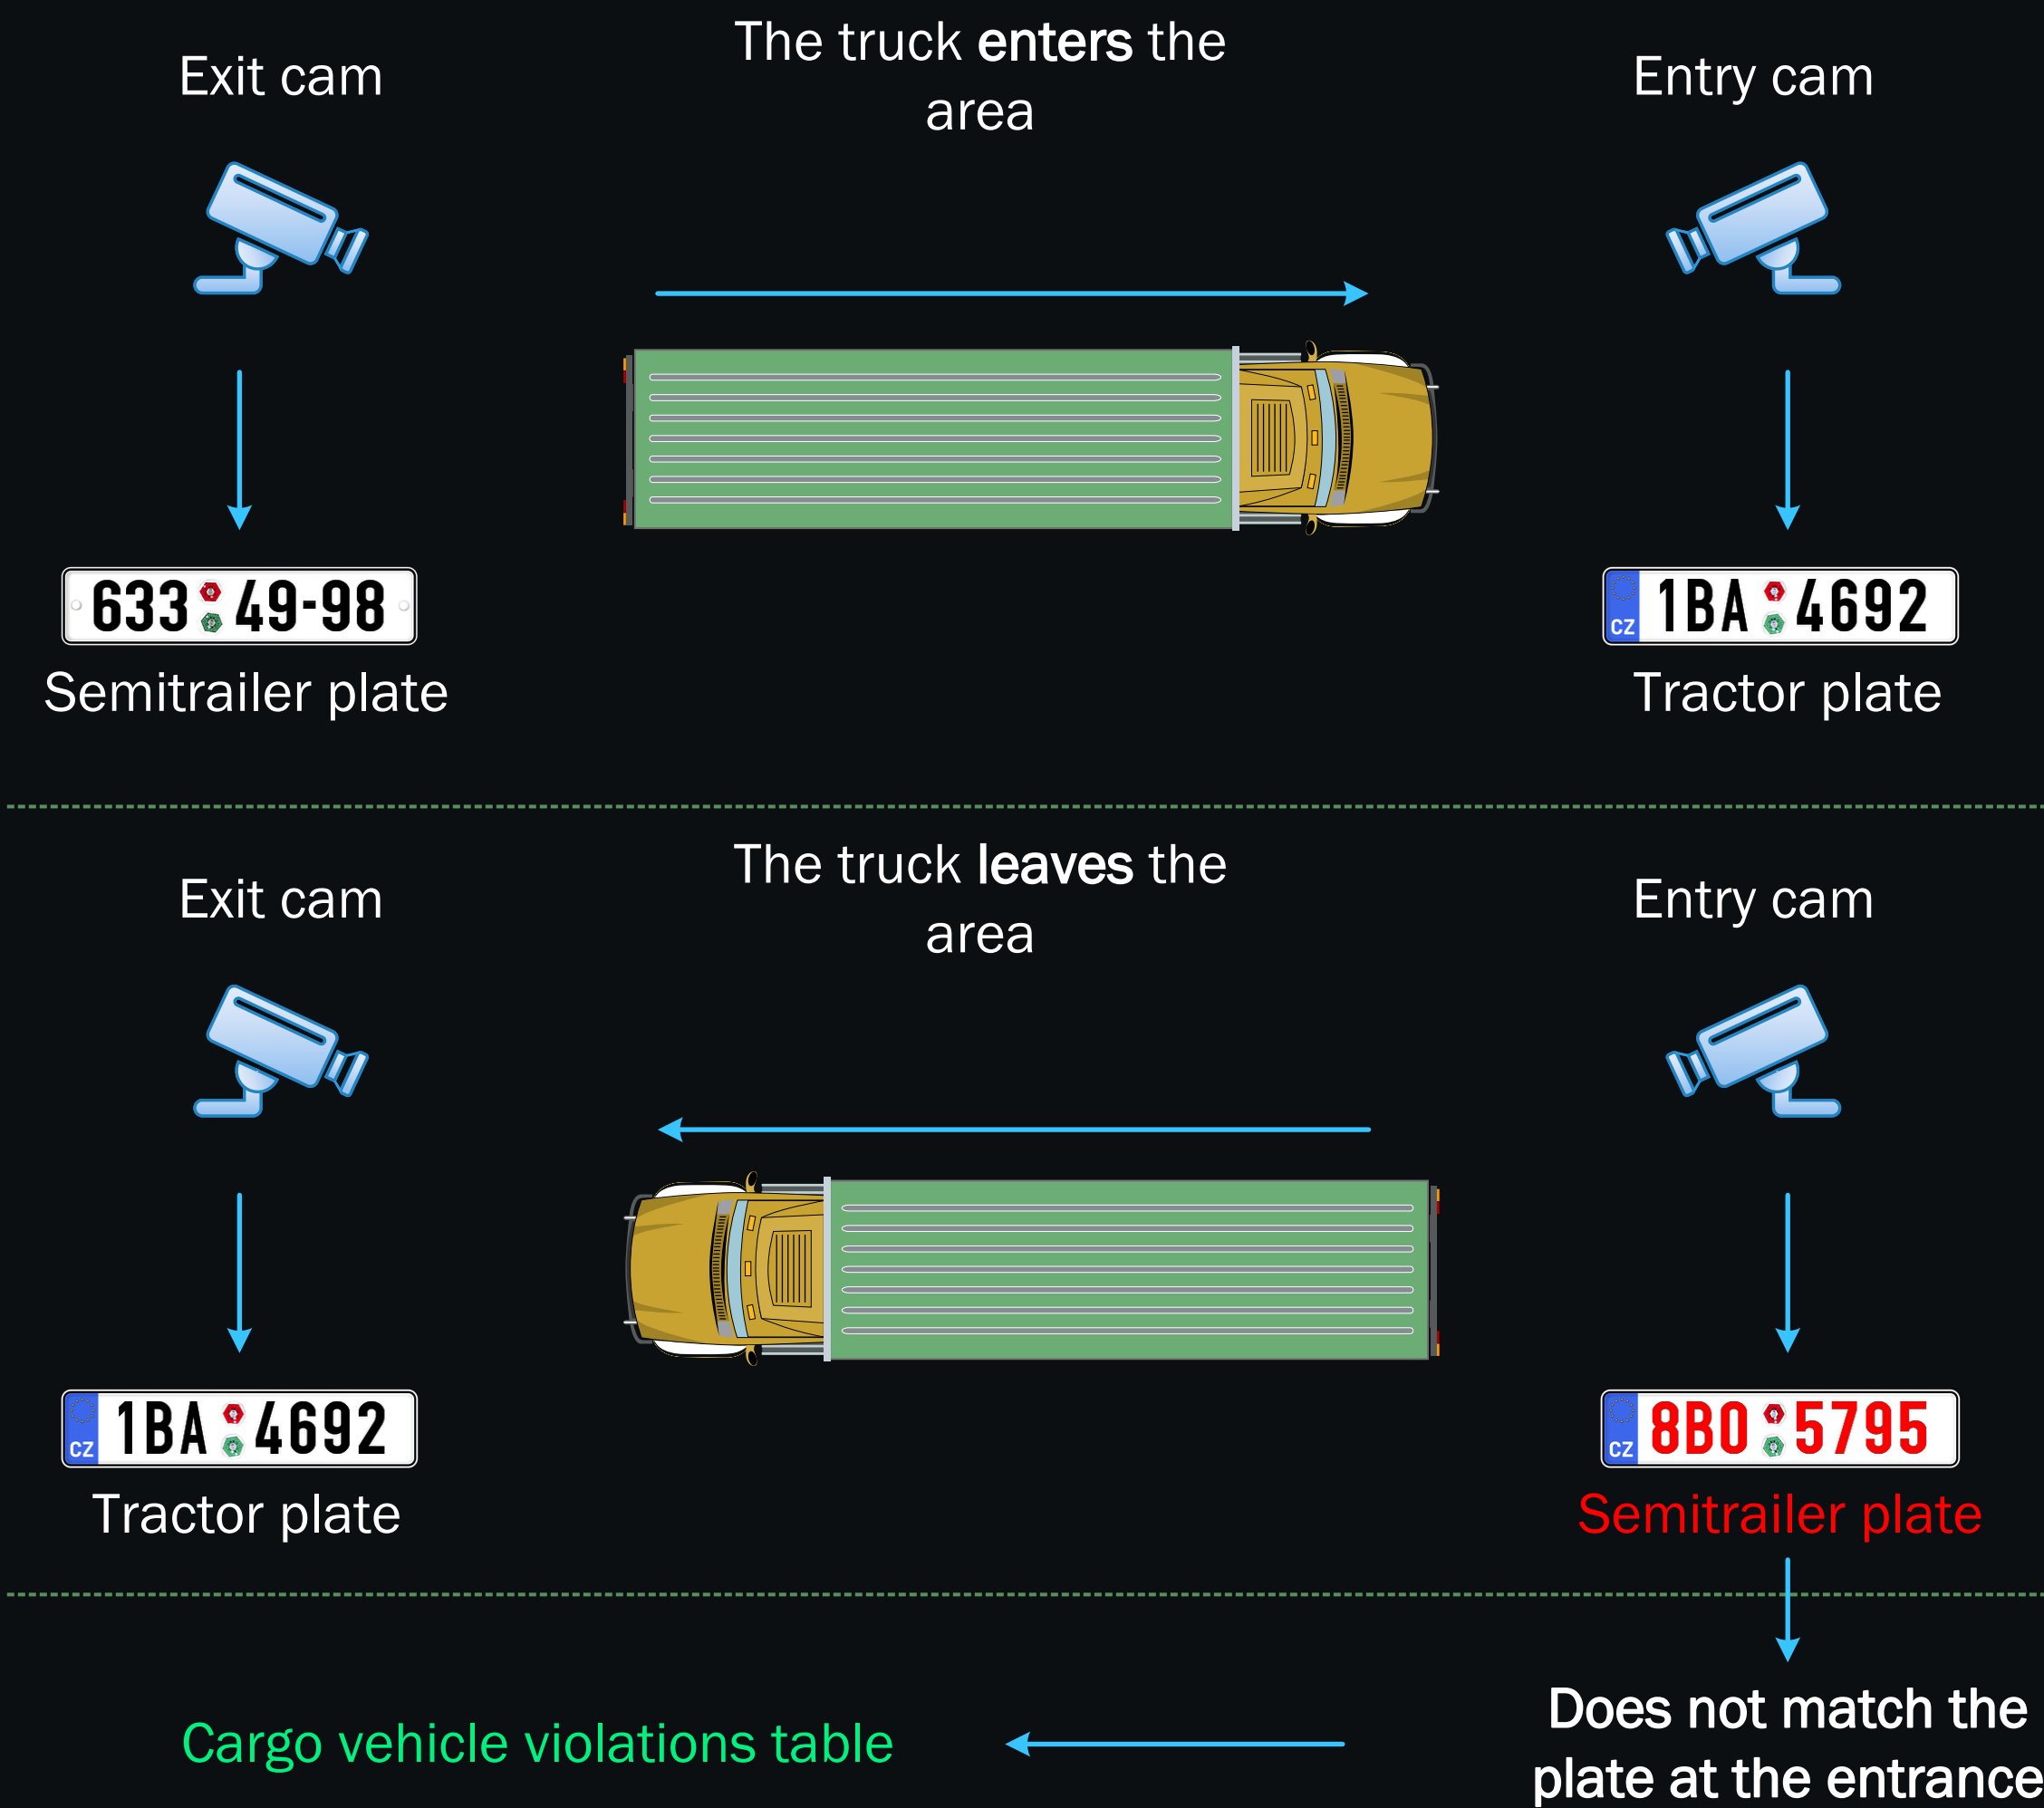 The truck enters the
area
Exit cam
Entry cam
633 49-98
CZ 1BA 4692
Semitrailer plate
Tractor plate
The truck leaves the
area
Exit cam
Entry cam
CZ 1BA 4692
CZ 8B0 5795
Tractor plate
Semitrailer plate
Does not match the
plate at the entrance
Cargo vehicle violations table